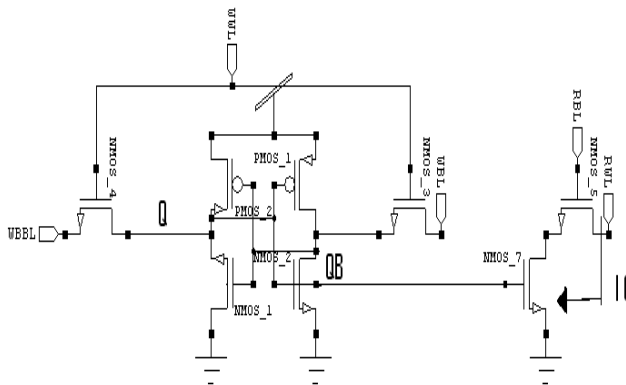 WWL
RBL
NMOS_4
PMOS_1
NMOS_3
WBL
NMOS_5
RWL
PMOS_2
Q
WBBL
NMOS_2
QB
NMOS_7
NMOS_1